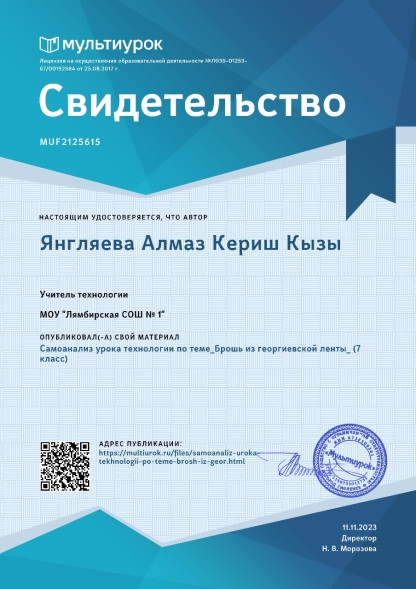 мультиурок
Лицензия на осуществление образовательной деятельности №Л035-01253-
67/00192584 от 25.08.2017 г.
Свидетельство
MUF2125615
НАСТОЯЩИМ УДОСТОВЕРЯЕТСЯ, ЧТО АВТОР
Янгляева Алмаз Кериш Кызы
Учитель технологии
МОУ "Лямбирская СОШ № 1"
ОПУБЛИКОВАЛ(-А) СВОЙ МАТЕРИАЛ
Самоанализ урока технологии по теме_Брошь из георгиевской ленты_ (7
класс)
АДРЕС ПУБЛИКАЦИИ:
https://multiurok.ru/files/samoanaliz-uroka-
tekhnologii-po-teme-brosh-iz-geor.html
«Мультиурок»
11.11.2023
Директор
Н. В. Морозова